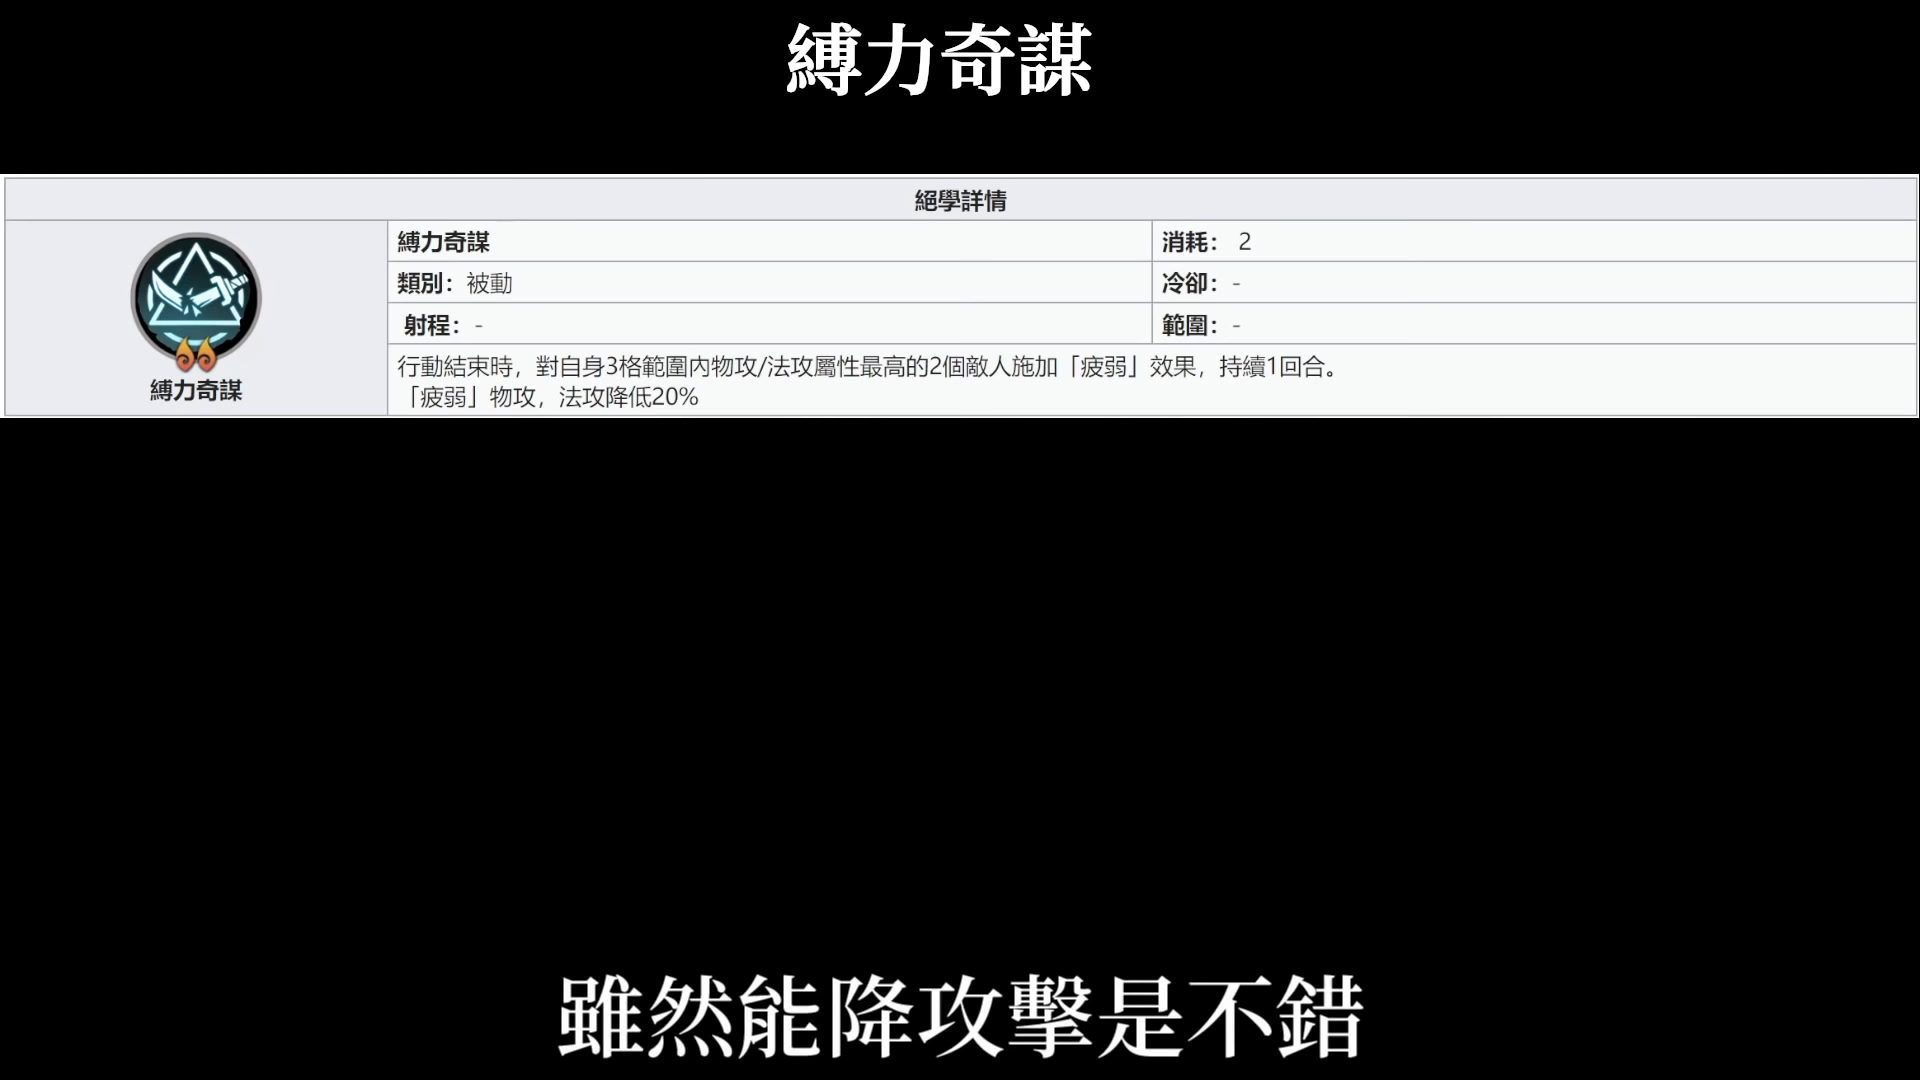 縛力奇謀
絕學詳情
縛力奇謀
消耗： 2
類別：被動
冷卻：-
射程：-
範圍：-
行動結束時，對自身3格範圍內物攻/法攻屬性最高的2個敵人施加「疲弱」效果，持續1回合。
「疲弱」物攻，法攻降低20%
縛力奇謀
雖然能降攻擊是不錯